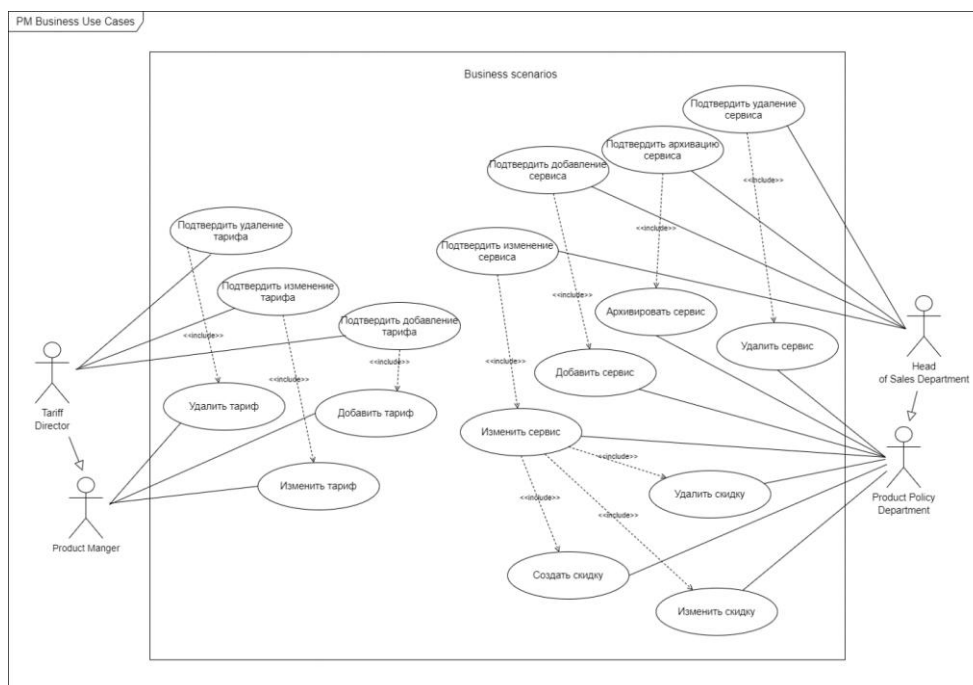 PM Business Use Cases
Business scenarios
Подтвердить удаление
сервиса
Подтвердить архивацию
сервиса
Подтвердить добавление
сервиса
<<include>>
<<include>>
Подтвердить удаление
тарифа
<<include>>
Подтвердить изменение
сервиса
Подтвердить изменение
тарифа
<<include>>
Подтвердить добавление
тарифа
Архивировать сервис
<<include>>
<<include>>
<<include>>
<<include>>
Удалить сервис
Head
of Sales Department
Добавить сервис
Tariff
Director
Удалить тариф
Добавить тариф
Изменить сервис
<<include>>
Изменить тариф
Удалить скидку
<<include>>
<<include>>
Product Policy
Department
Product Manger
Создать скидку
Изменить скидку